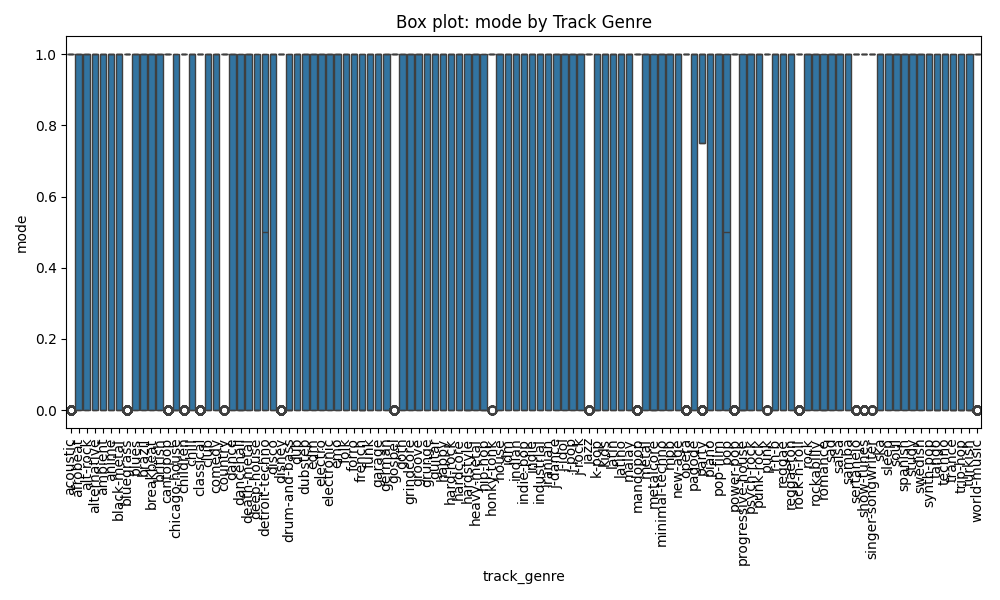 Box plot: mode by Track Genre
mode
1.0
0.8
0.6
0.4
0.2
0.0
acoustic
afrobeat
alt-rock
alternative
ambient
anime
black-metal
bluegrass
blues
brazil
breakbeat
british
cantopop
chicago-house
children
chill
classical
club
comedy
country
dance
dancehall
death-metal
deep-house
detroit-techno
disco
disney
drum-and-bass
dub
dubstep
edm
electro
electronic
emo
folk
forro
french
funk
garage
german
gospel
goth
grindcore
groove
grunge
guitar
happy
hard-rock
hardcore
hardstyle
heavy-metal
hip-hop
honky-tonk
house
idm
indian
indie-pop
indie
industrial
iranian
j-dance
j-idol
j-pop
j-rock
jazz
k-pop
kids
latin
latino
malay
mandopop
metal
metalcore
minimal-techno
mpb
new-age
opera
pagode
party
piano
pop-film
pop
power-pop
progressive-house
psych-rock
punk-rock
punk
r-n-b
reggae
reggaeton
rock-n-roll
rock
rockabilly
romance
sad
salsa
samba
sertanejo
show-tunes
singer-songwriter
ska
sleep
soul
spanish
study
swedish
synth-pop
tango
techno
trance
trip-hop
turkish
world-music
track_genre